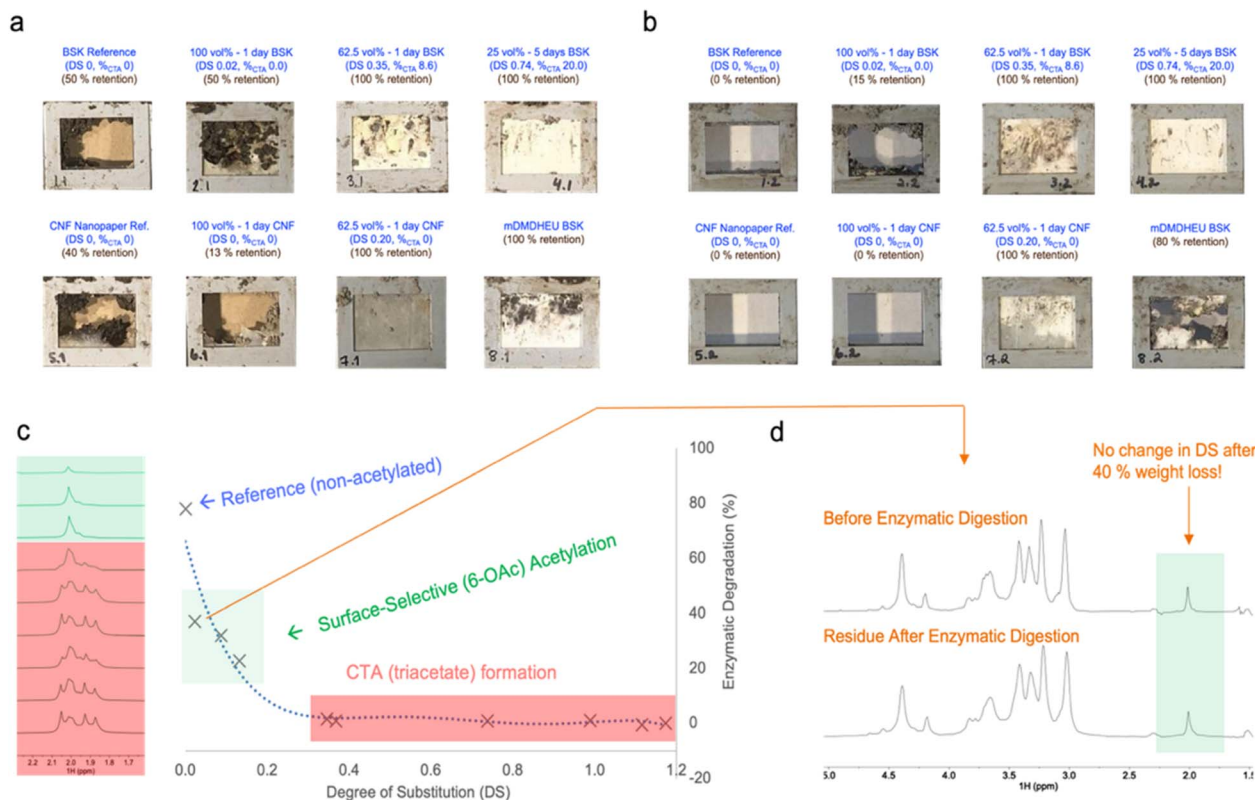 a
BSK Reference
(DS 0, %CTA 0)
(50 % retention)
100 vol% - 1 day BSK
(DS 0.02, %CTA 0.0)
(50 % retention)
62.5 vol% - 1 day BSK
(DS 0.35, %CTA 8.6)
(100 % retention)
25 vol% - 5 days BSK
(DS 0.74, %CTA 20.0)
(100 % retention)
1.1
2.1
3.1
4.1
CNF Nanopaper Ref.
(DS 0, %CTA 0)
(40 % retention)
100 vol% - 1 day CNF
(DS 0, %CTA 0)
(13 % retention)
62.5 vol% - 1 day CNF
(DS 0.20, %CTA 0)
(100 % retention)
mDMDHEU BSK
(100 % retention)
5.1
6.1
7.1
8.1
b
BSK Reference
(DS 0, %CTA 0)
(0 % retention)
100 vol% - 1 day BSK
(DS 0.02, %CTA 0.0)
(15 % retention)
62.5 vol% - 1 day BSK
(DS 0.35, %CTA 8.6)
(100 % retention)
25 vol% - 5 days BSK
(DS 0.74, %CTA 20.0)
(100 % retention)
1.2
2.2
3.2
4.2
CNF Nanopaper Ref.
(DS 0, %CTA 0)
(0 % retention)
100 vol% - 1 day CNF
(DS 0, %CTA 0)
(0 % retention)
62.5 vol% - 1 day CNF
(DS 0.20, %CTA 0)
(100 % retention)
mDMDHEU BSK
(80 % retention)
5.2
6.2
7.2
8.2
c
2.2 2.1 2.0 1.9 1.8 1.7
1H (ppm)
Reference (non-acetylated)
Surface-Selective (6-OAc) Acetylation
CTA (triacetate) formation
100
80
60
40
20
0
-20
Enzymatic Degradation (%)
0.0 0.2 0.4 0.6 0.8 1.0 1.2
Degree of Substitution (DS)
d
No change in DS after
40 % weight loss!
Before Enzymatic Digestion
Residue After Enzymatic Digestion
5.0 4.5 4.0 3.5 3.0 2.5 2.0 1.5
1H (ppm)